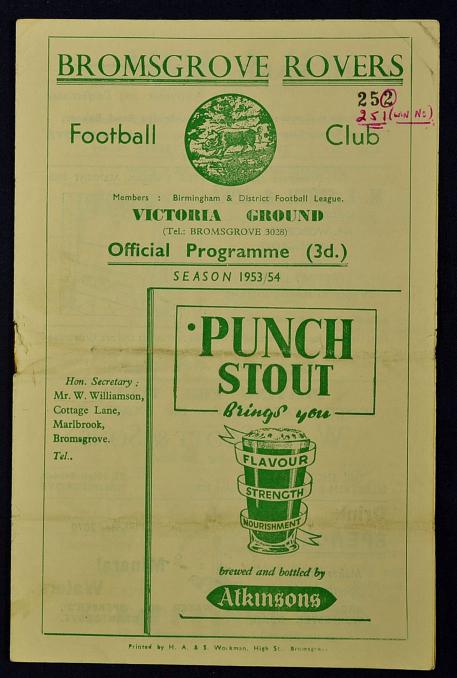 BROMSGROVE ROVERS
252
251 (WIN No.)
Football Club
Members : Birmingham & District Football League.
VICTORIA GROUND
(Tel.: BROMSGROVE 3028)
Official Programme (3d.)
SEASON 1953/54
Hon. Secretary :
Mr. W. Williamson,
Cottage Lane,
Marlbrook,
Bromsgrove.
Tel..
PUNCH
STOUT
Brings you
FLAVOUR
STRENGTH
NOURISHMENT
brewed and bottled by
Atkinsons
Printed by H. A. & S. Workman, High St., Bromsgrove